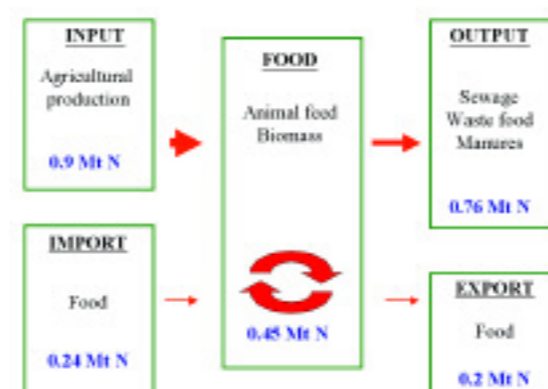 INPUT
Agricultural
production
0.9 Mt N
IMPORT
Food
0.24 Mt N
FOOD
Animal feed
Biomass
0.45 Mt N
OUTPUT
Sewage
Waste food
Manures
0.76 Mt N
EXPORT
Food
0.2 Mt N